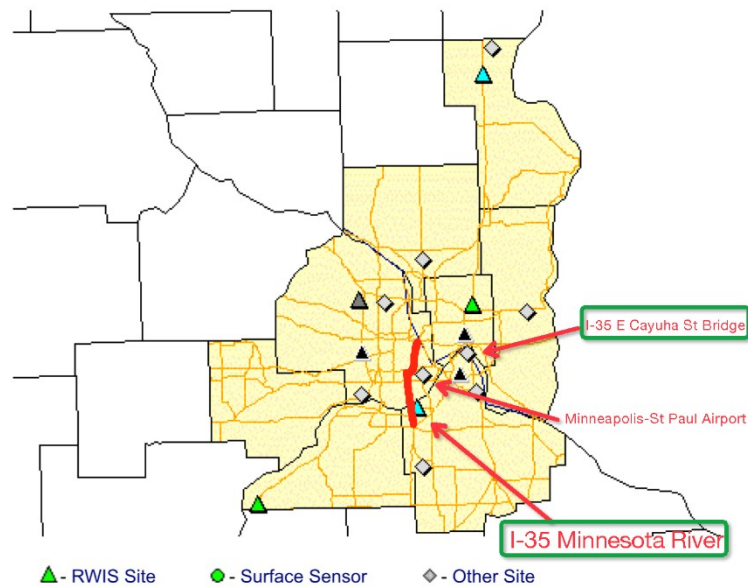 I-35 E Cayuha St Bridge
Minneapolis-St Paul Airport
I-35 Minnesota River
- RWIS Site - Surface Sensor - Other Site